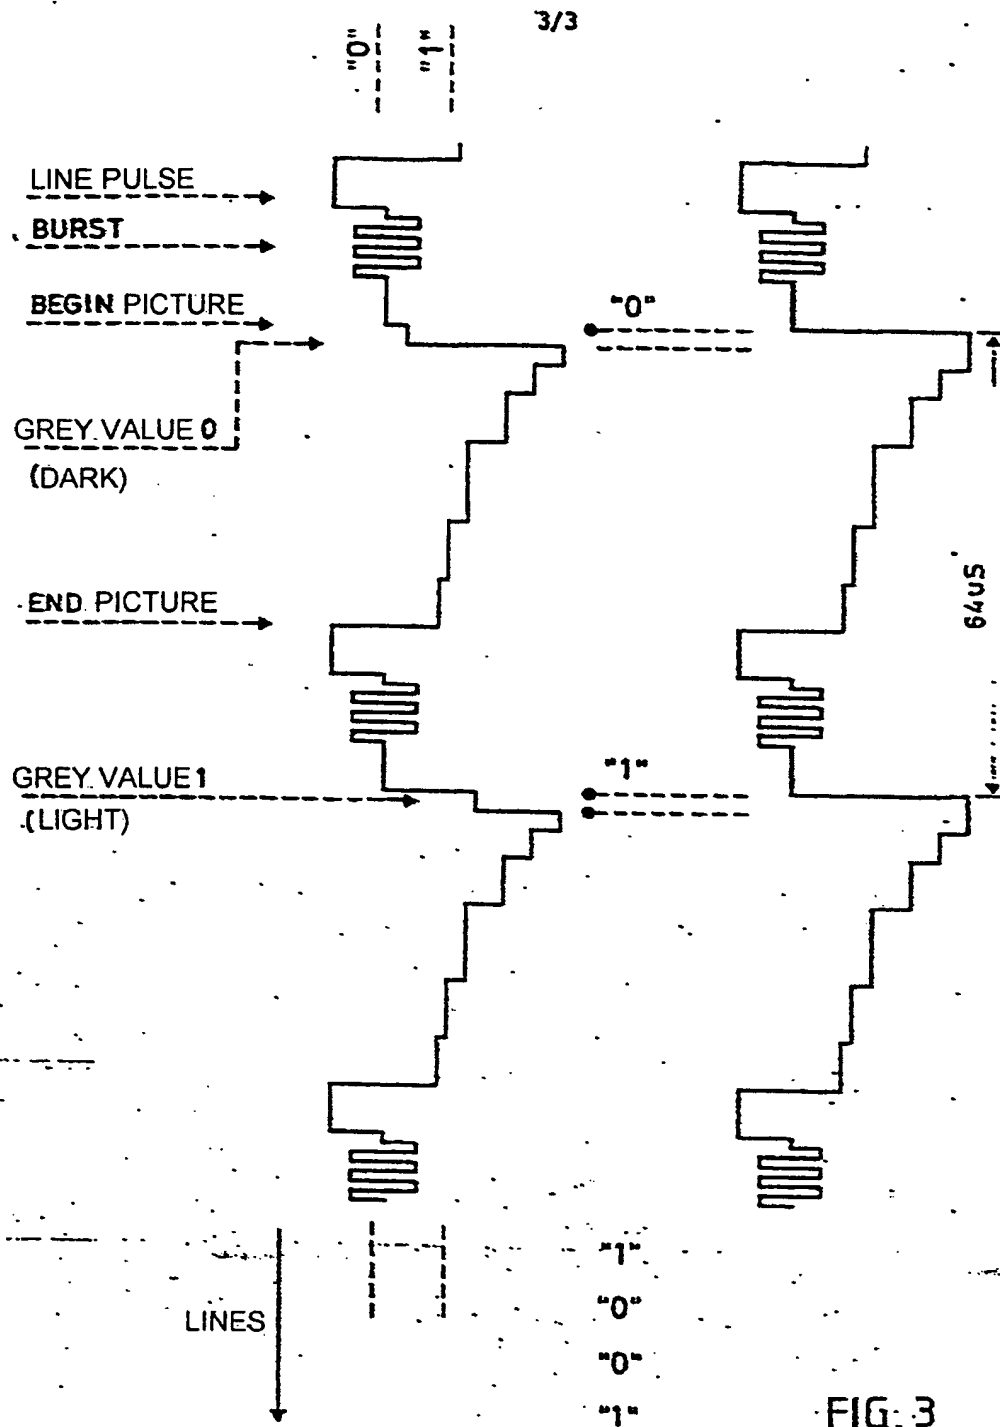 3/3
"0"
"1"
LINE PULSE
BURST
BEGIN PICTURE
"0"
GREY VALUE 0
(DARK)
END PICTURE
64uS
GREY VALUE 1
(LIGHT)
"1"
"1"
"0"
LINES
"0"
"1"
FIG. 3